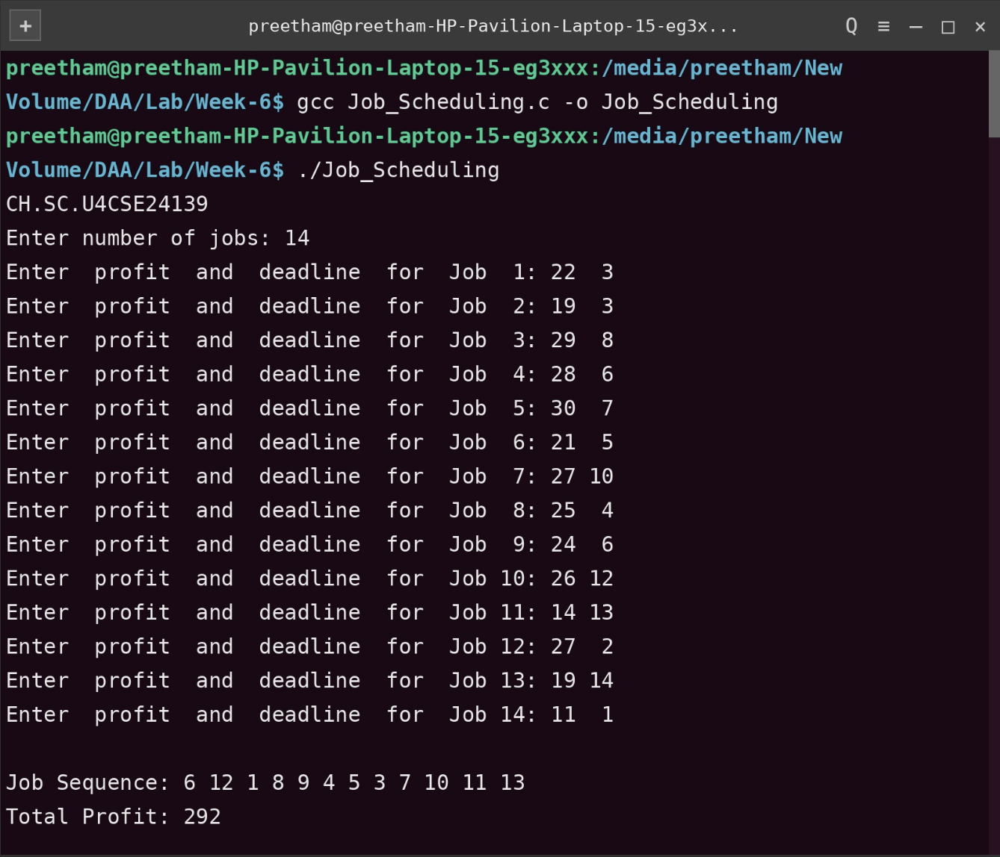 + preetham@preetham-HP-Pavilion-Laptop-15-eg3x... Q ≡ — □ ×
preetham@preetham-HP-Pavilion-Laptop-15-eg3xxx:/media/preetham/New
Volume/DAA/Lab/Week-6$ gcc Job_Scheduling.c -o Job_Scheduling
preetham@preetham-HP-Pavilion-Laptop-15-eg3xxx:/media/preetham/New
Volume/DAA/Lab/Week-6$ ./Job_Scheduling
CH.SC.U4CSE24139
Enter number of jobs: 14
Enter  profit  and  deadline  for  Job  1: 22  3
Enter  profit  and  deadline  for  Job  2: 19  3
Enter  profit  and  deadline  for  Job  3: 29  8
Enter  profit  and  deadline  for  Job  4: 28  6
Enter  profit  and  deadline  for  Job  5: 30  7
Enter  profit  and  deadline  for  Job  6: 21  5
Enter  profit  and  deadline  for  Job  7: 27 10
Enter  profit  and  deadline  for  Job  8: 25  4
Enter  profit  and  deadline  for  Job  9: 24  6
Enter  profit  and  deadline  for  Job 10: 26 12
Enter  profit  and  deadline  for  Job 11: 14 13
Enter  profit  and  deadline  for  Job 12: 27  2
Enter  profit  and  deadline  for  Job 13: 19 14
Enter  profit  and  deadline  for  Job 14: 11  1

Job Sequence: 6 12 1 8 9 4 5 3 7 10 11 13
Total Profit: 292